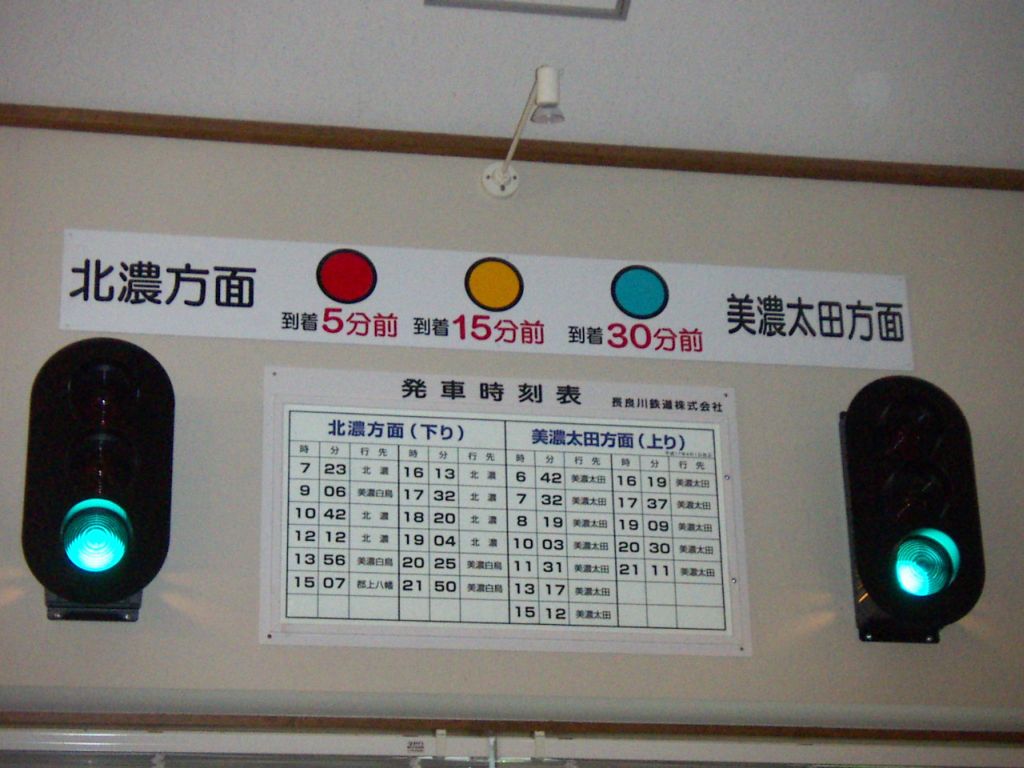 北濃方面
到着5分前 到着15分前 到着30分前
美濃太田方面
発車時刻表 長良川鉄道株式会社
北濃方面(下り) 美濃太田方面(上り)
時 分 行先 時 分 行先 時 分 行先 時 分 行先
7 23 北濃 16 13 北濃 6 42 美濃太田 16 19 美濃太田
9 06 美濃白鳥 17 32 北濃 7 32 美濃太田 17 37 美濃太田
10 42 北濃 18 20 北濃 8 19 美濃太田 19 09 美濃太田
12 12 北濃 19 04 北濃 10 03 美濃太田 20 30 美濃太田
13 56 美濃白鳥 20 25 美濃白鳥 11 31 美濃太田 21 11 美濃太田
15 07 郡上八幡 21 50 美濃白鳥 13 17 美濃太田
15 12 美濃太田